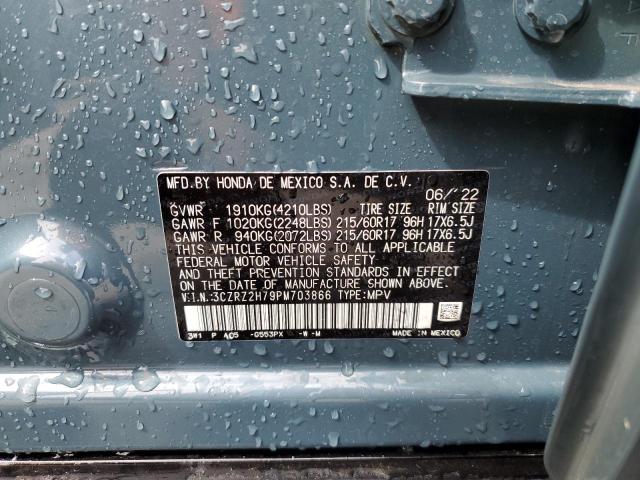 MFD.BY HONDA DE MEXICO S.A. DE C.V.
06/'22
GVWR 1910KG(4210LBS) TIRE SIZE RIM SIZE
GAWR F 1020KG(2248LBS) 215/60R17 96H 17X6.5J
GAWR R 940KG(2072LBS) 215/60R17 96H 17X6.5J
THIS VEHICLE CONFORMS TO ALL APPLICABLE
FEDERAL MOTOR VEHICLE SAFETY
AND THEFT PREVENTION STANDARDS IN EFFECT
ON THE DATE OF MANUFACTURE SHOWN ABOVE.
V.I.N.:3CZRZ2H79PM703866 TYPE:MPV
3W1 P A05 -G553PX -W-M MADE IN MEXICO